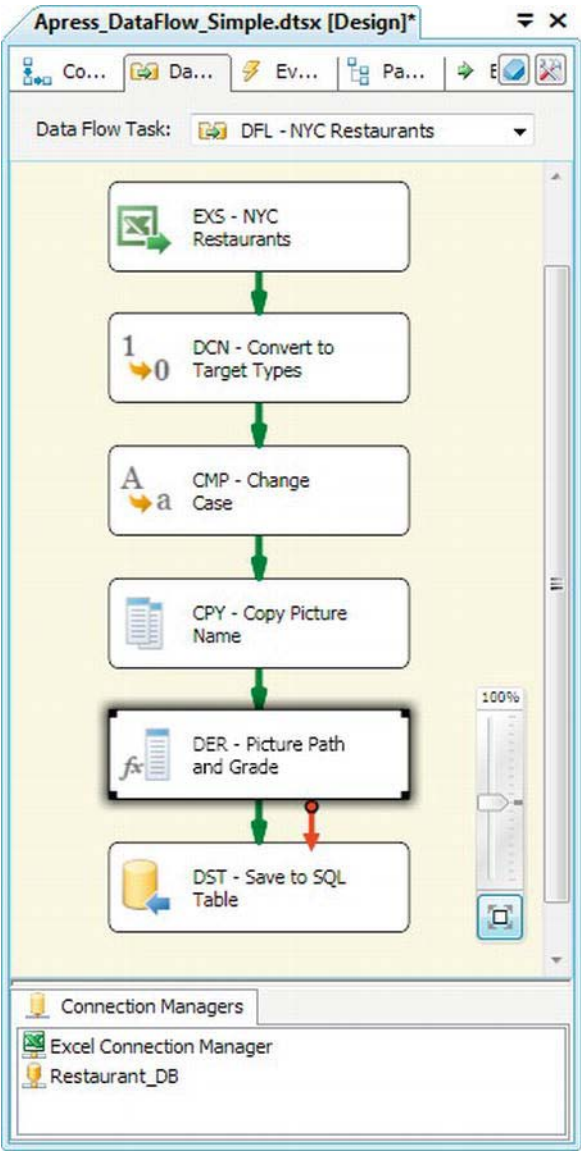 Apress_DataFlow_Simple.dtsx [Design]*
Co... Da... Ev... Pa... E
Data Flow Task: DFL - NYC Restaurants
EXS - NYC
Restaurants
1
0
DCN - Convert to
Target Types
A
a
CMP - Change
Case
CPY - Copy Picture
Name
100%
fx
DER - Picture Path
and Grade
DST - Save to SQL
Table
Connection Managers
Excel Connection Manager
Restaurant_DB